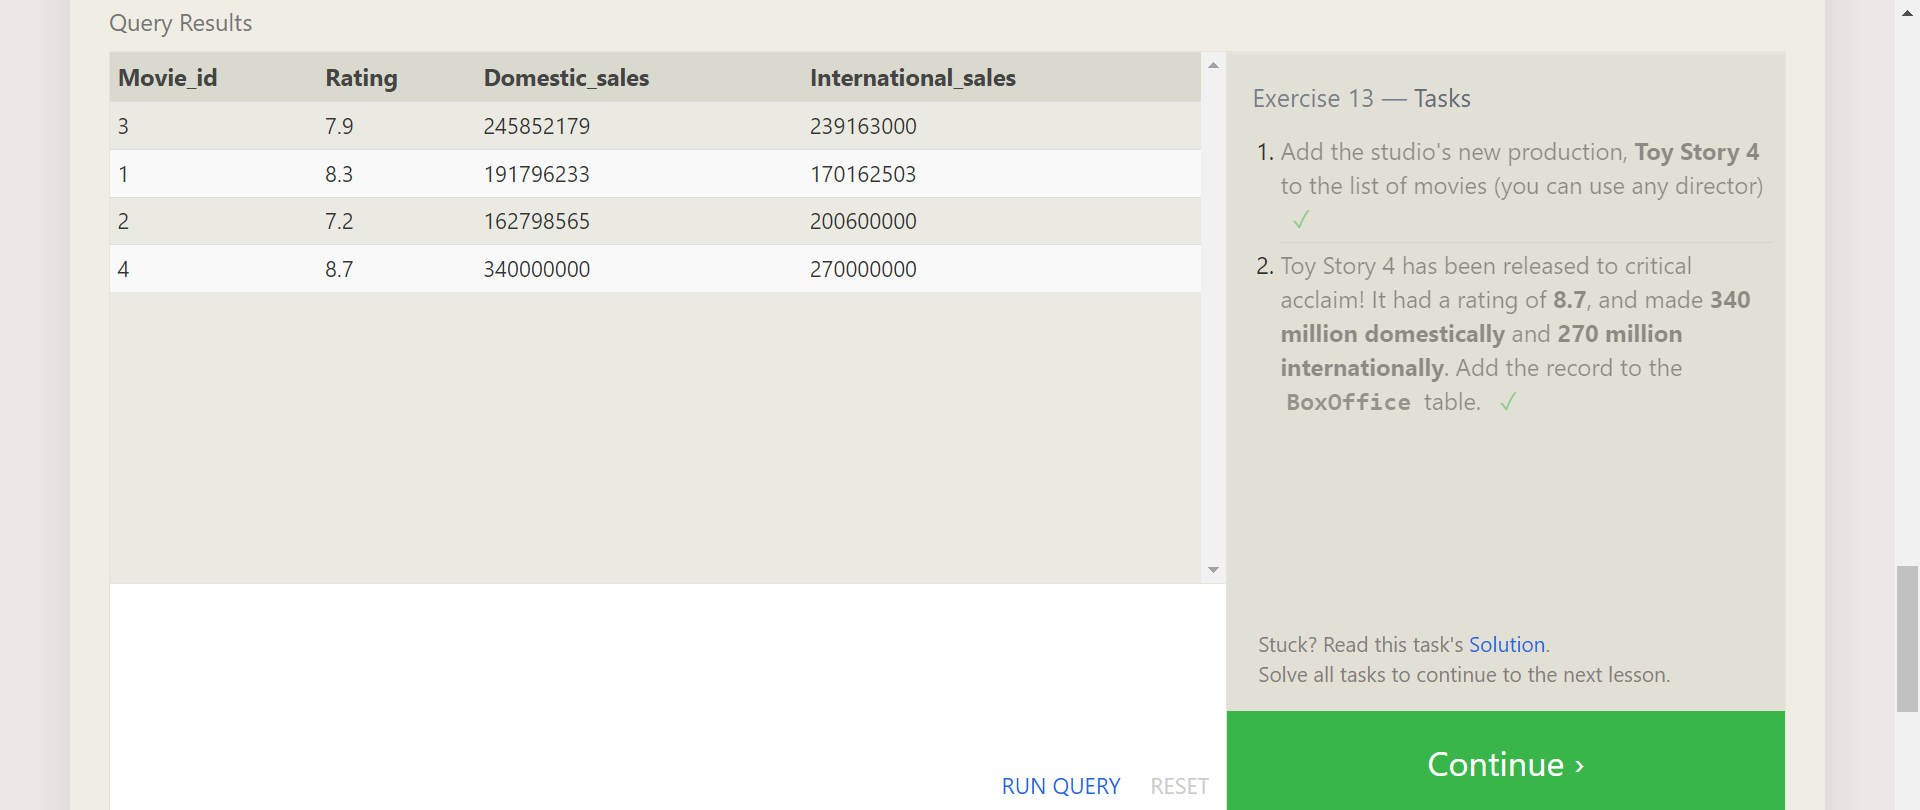 Query Results
Movie_id Rating Domestic_sales International_sales
3 7.9 245852179 239163000
1 8.3 191796233 170162503
2 7.2 162798565 200600000
4 8.7 340000000 270000000
RUN QUERY RESET
Exercise 13 — Tasks
1. Add the studio's new production, Toy Story 4
to the list of movies (you can use any director)
✓
2. Toy Story 4 has been released to critical
acclaim! It had a rating of 8.7, and made 340
million domestically and 270 million
internationally. Add the record to the
BoxOffice table. ✓
Stuck? Read this task's Solution.
Solve all tasks to continue to the next lesson.
Continue ›